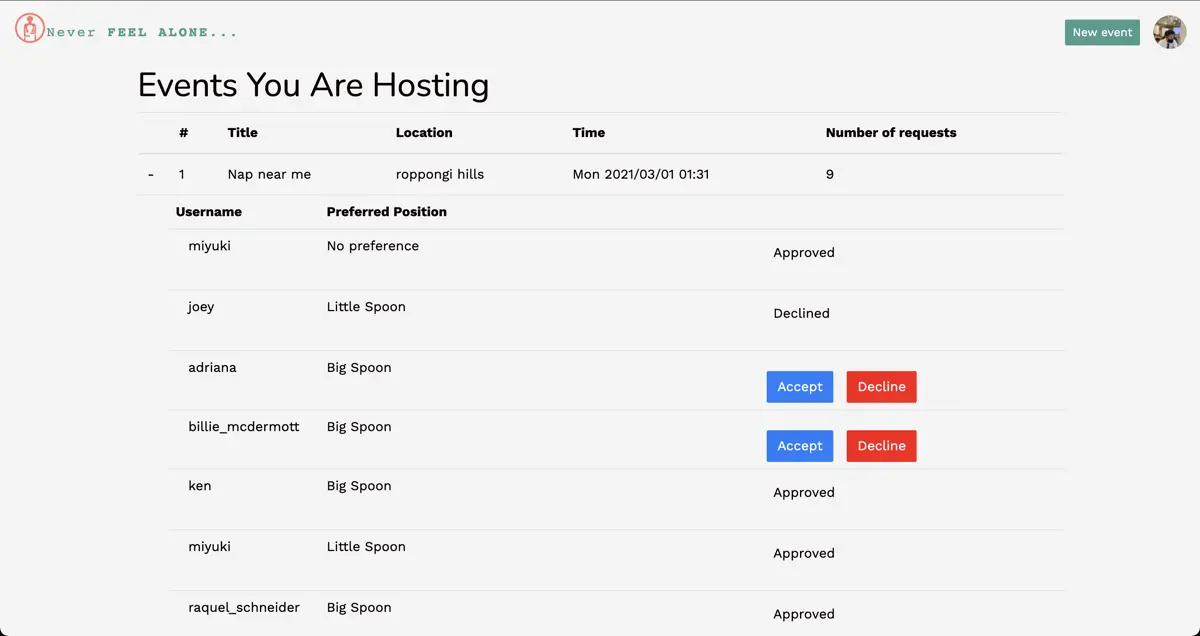 Never FEEL ALONE...
New event
Events You Are Hosting
# Title Location Time Number of requests
- 1 Nap near me roppongi hills Mon 2021/03/01 01:31 9
Username Preferred Position
miyuki No preference Approved
joey Little Spoon Declined
adriana Big Spoon Accept Decline
billie_mcdermott Big Spoon Accept Decline
ken Big Spoon Approved
miyuki Little Spoon Approved
raquel_schneider Big Spoon Approved